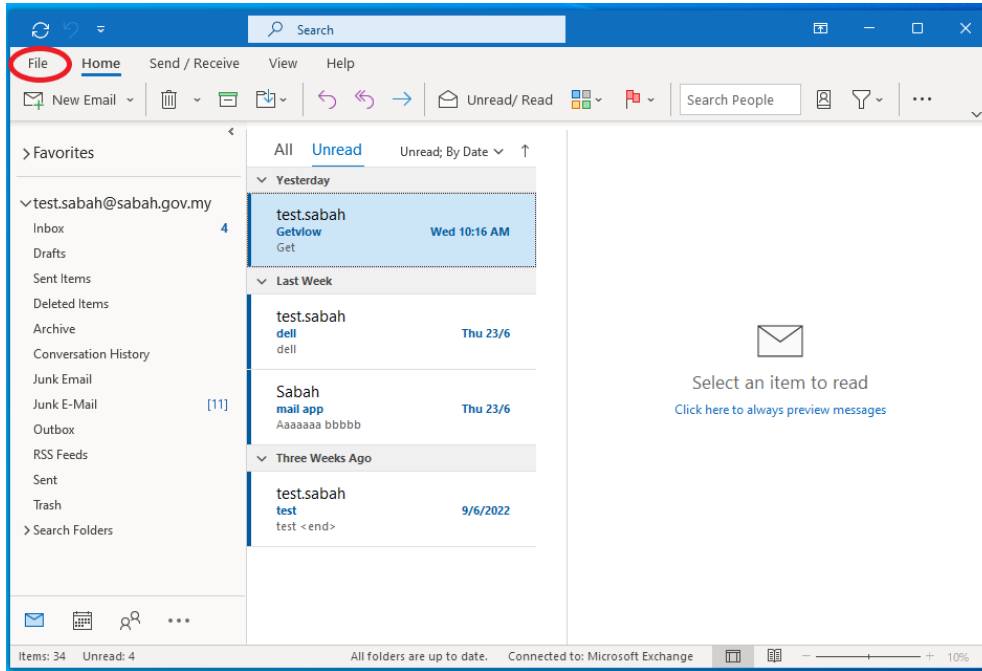 Search
File Home Send / Receive View Help
New Email Unread/ Read Search People
Favorites
test.sabah@sabah.gov.my
Inbox 4
Drafts
Sent Items
Deleted Items
Archive
Conversation History
Junk Email
Junk E-Mail [11]
Outbox
RSS Feeds
Sent
Trash
Search Folders
All Unread Unread; By Date
Yesterday
test.sabah
Getvlow Wed 10:16 AM
Get
Last Week
test.sabah
dell Thu 23/6
dell
Sabah
mail app Thu 23/6
Aaaaaaa bbbbb
Three Weeks Ago
test.sabah
test 9/6/2022
test <end>
Select an item to read
Click here to always preview messages
Items: 34 Unread: 4 All folders are up to date. Connected to: Microsoft Exchange 10%